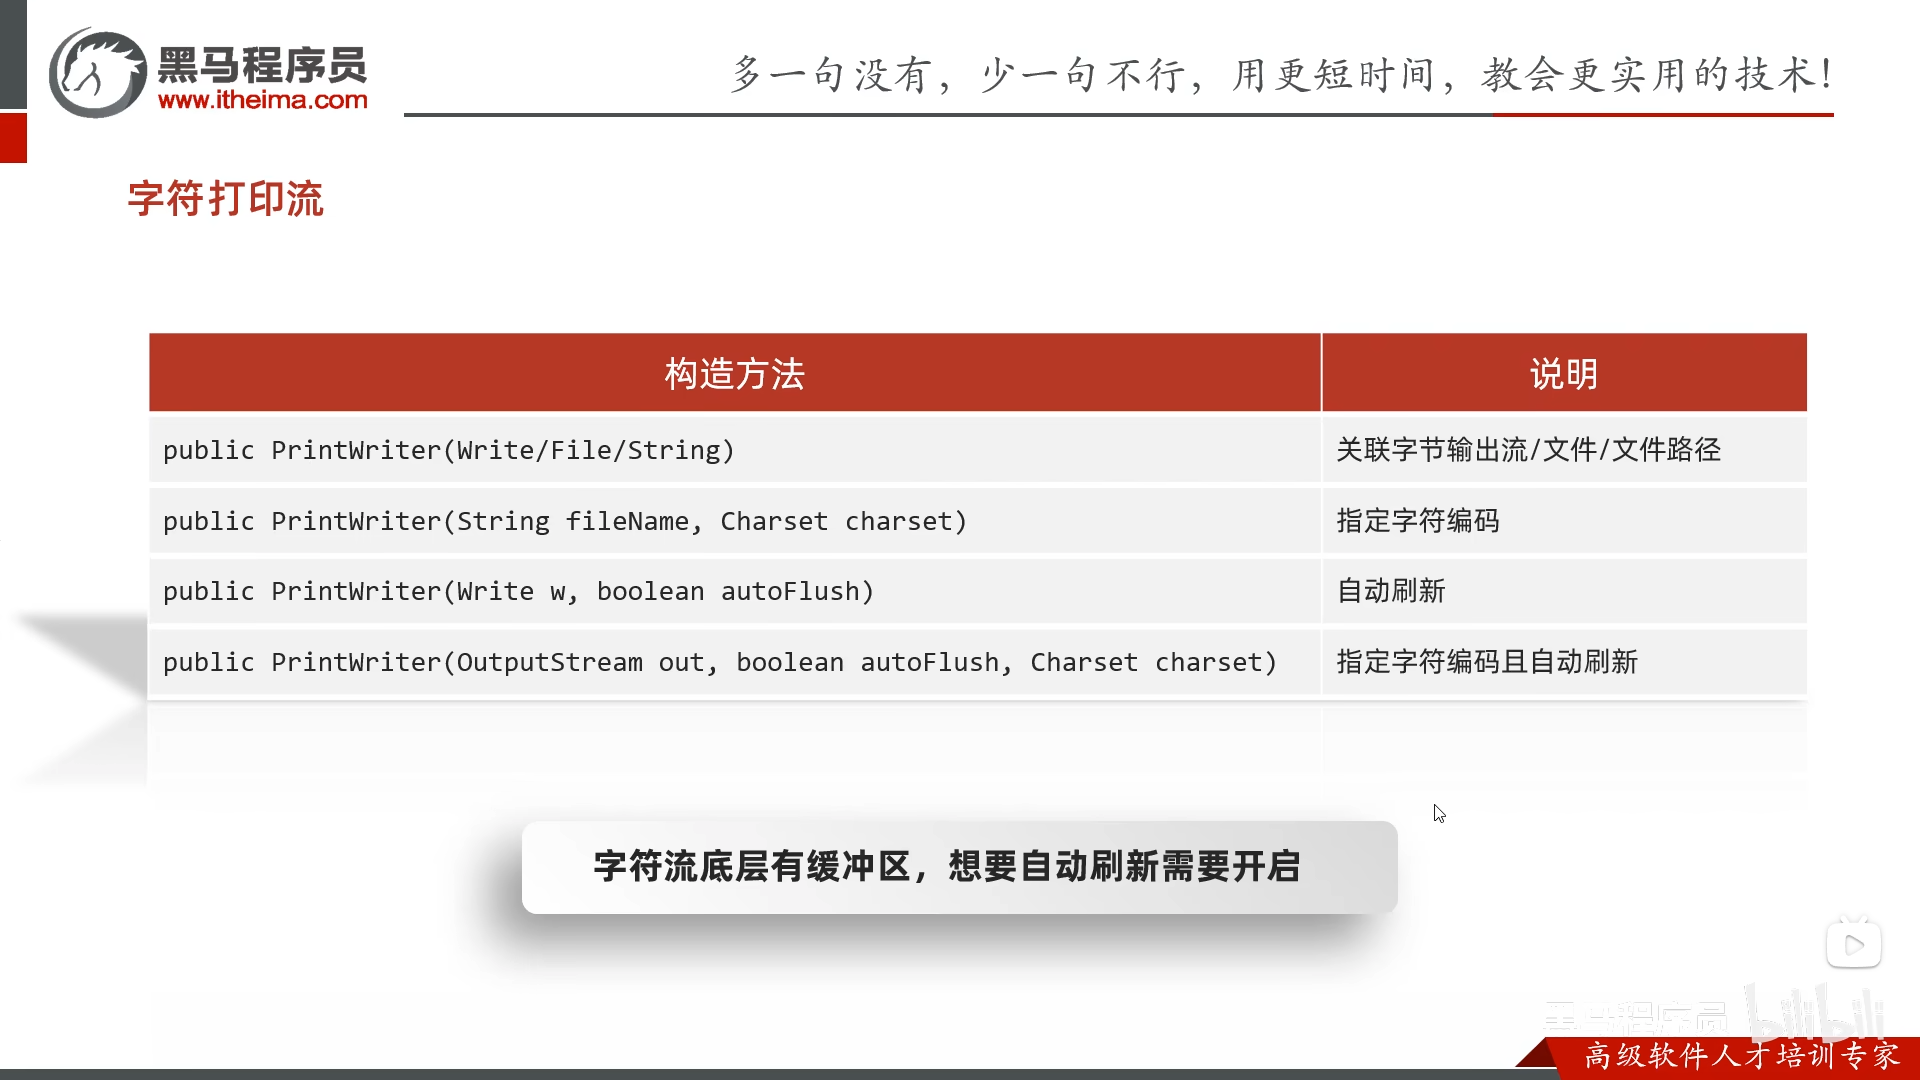 黑马程序员
www.itheima.com
多一句没有，少一句不行，用更短时间，教会更实用的技术！
字符打印流
构造方法 说明
public PrintWriter(Write/File/String) 关联字节输出流/文件/文件路径
public PrintWriter(String fileName, Charset charset) 指定字符编码
public PrintWriter(Write w, boolean autoFlush) 自动刷新
public PrintWriter(OutputStream out, boolean autoFlush, Charset charset) 指定字符编码且自动刷新
字符流底层有缓冲区，想要自动刷新需要开启
黑马程序员 bilibili
高级软件人才培训专家